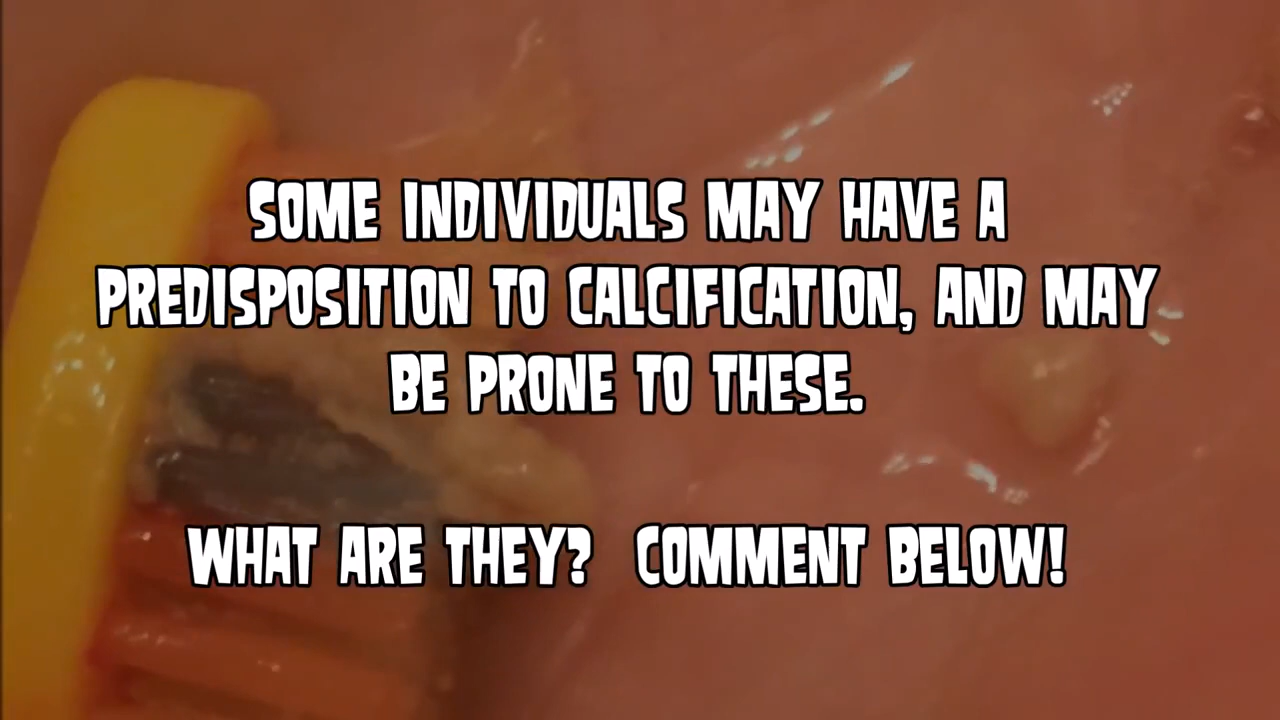 SOME INDIVIDUALS MAY HAVE A
PREDISPOSITION TO CALCIFICATION, AND MAY
BE PRONE TO THESE.
WHAT ARE THEY? COMMENT BELOW!